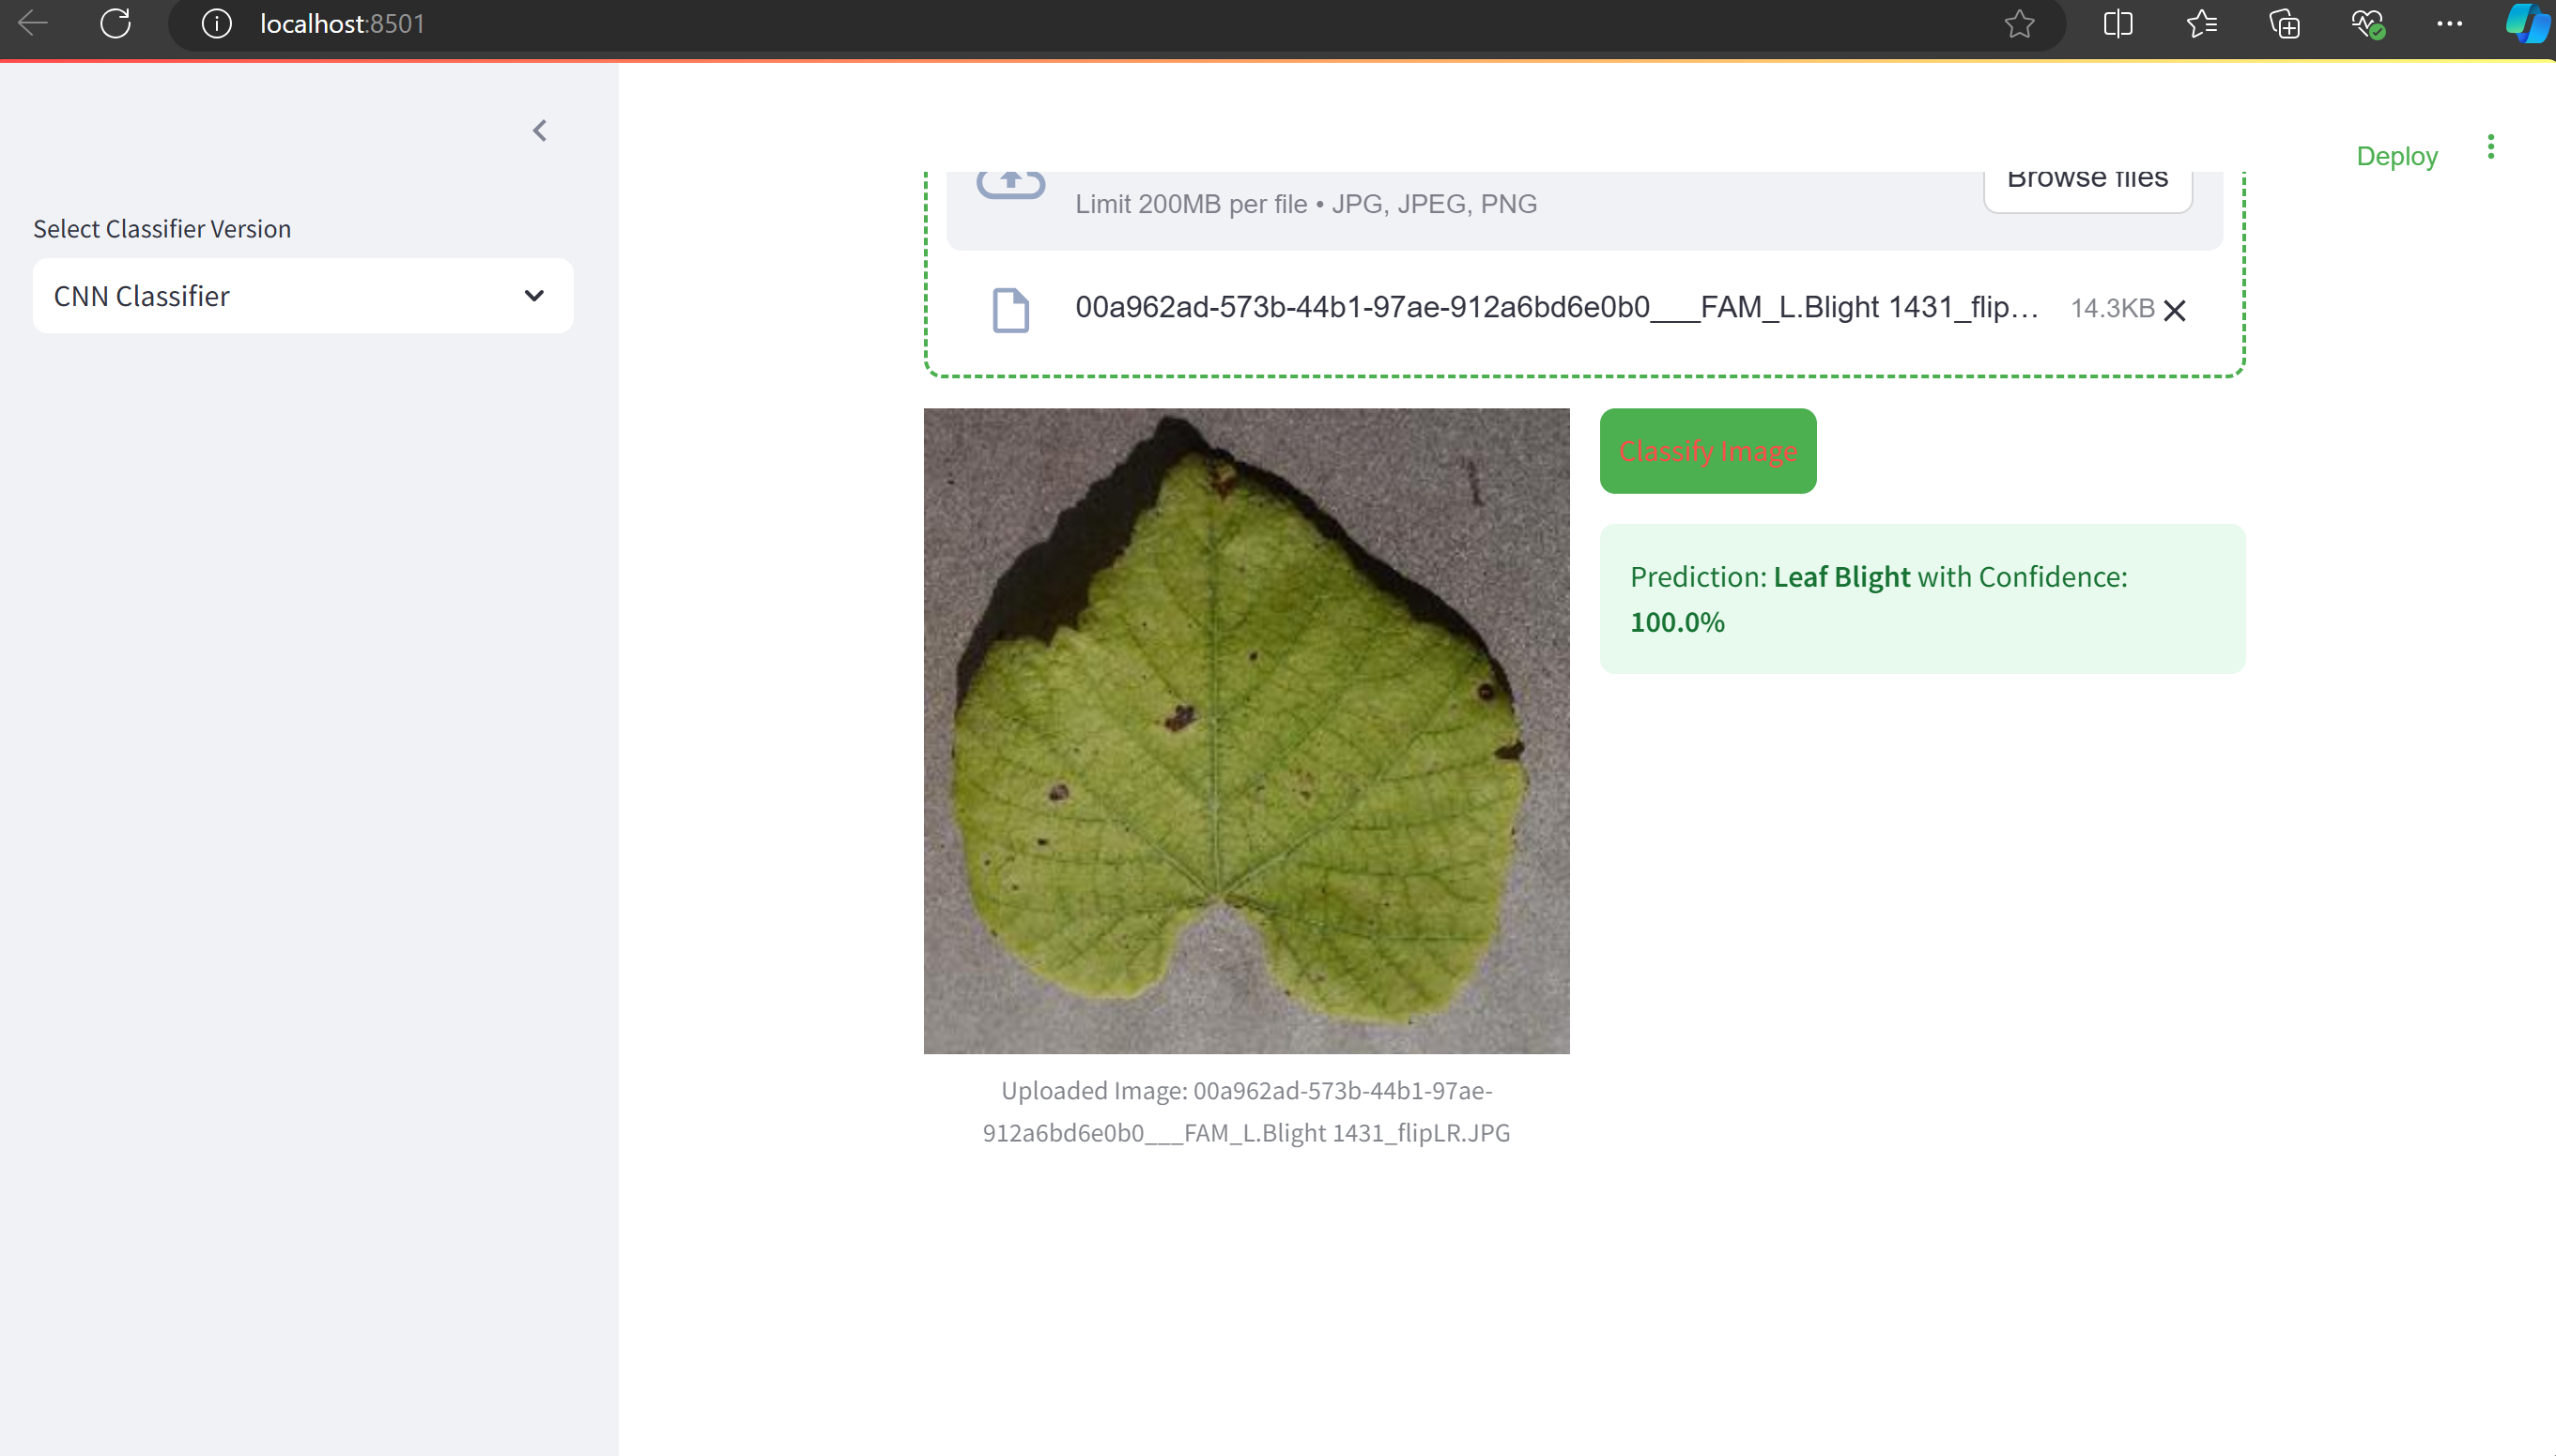 localhost:8501
Deploy
Select Classifier Version
CNN Classifier
Browse files
Limit 200MB per file • JPG, JPEG, PNG
00a962ad-573b-44b1-97ae-912a6bd6e0b0___FAM_L.Blight 1431_flip... 14.3KB
Classify Image
Prediction: Leaf Blight with Confidence:
100.0%
Uploaded Image: 00a962ad-573b-44b1-97ae-
912a6bd6e0b0___FAM_L.Blight 1431_flipLR.JPG